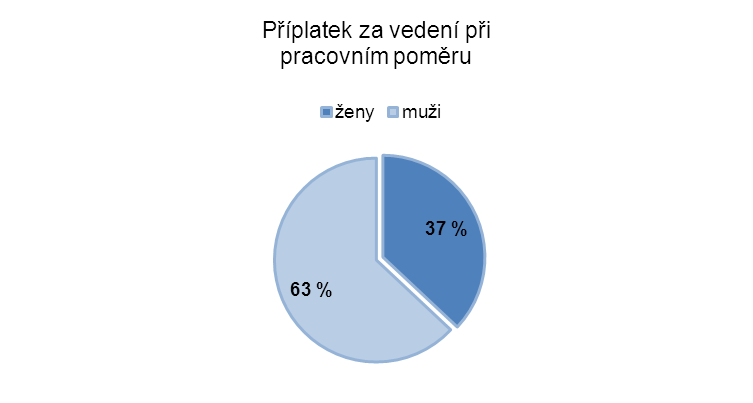 Příplatek za vedení při
pracovním poměru
ženy muži
37 %
63 %